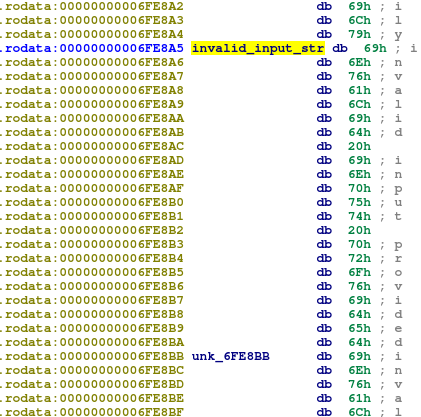 .rodata:00000000006FE8A2 db 69h ; i
.rodata:00000000006FE8A3 db 6Ch ; l
.rodata:00000000006FE8A4 db 79h ; y
.rodata:00000000006FE8A5 invalid_input_str db 69h ; i
.rodata:00000000006FE8A6 db 6Eh ; n
.rodata:00000000006FE8A7 db 76h ; v
.rodata:00000000006FE8A8 db 61h ; a
.rodata:00000000006FE8A9 db 6Ch ; l
.rodata:00000000006FE8AA db 69h ; i
.rodata:00000000006FE8AB db 64h ; d
.rodata:00000000006FE8AC db 20h
.rodata:00000000006FE8AD db 69h ; i
.rodata:00000000006FE8AE db 6Eh ; n
.rodata:00000000006FE8AF db 70h ; p
.rodata:00000000006FE8B0 db 75h ; u
.rodata:00000000006FE8B1 db 74h ; t
.rodata:00000000006FE8B2 db 20h
.rodata:00000000006FE8B3 db 70h ; p
.rodata:00000000006FE8B4 db 72h ; r
.rodata:00000000006FE8B5 db 6Fh ; o
.rodata:00000000006FE8B6 db 76h ; v
.rodata:00000000006FE8B7 db 69h ; i
.rodata:00000000006FE8B8 db 64h ; d
.rodata:00000000006FE8B9 db 65h ; e
.rodata:00000000006FE8BA db 64h ; d
.rodata:00000000006FE8BB unk_6FE8BB db 69h ; i
.rodata:00000000006FE8BC db 6Eh ; n
.rodata:00000000006FE8BD db 76h ; v
.rodata:00000000006FE8BE db 61h ; a
.rodata:00000000006FE8BF db 6Ch ; l